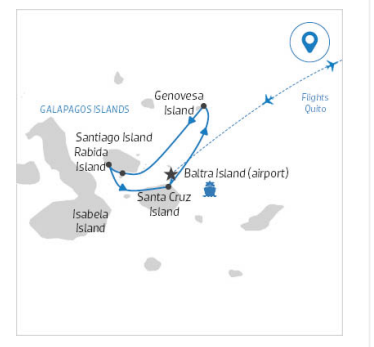 Genovesa
Island
GALAPAGOS ISLANDS
Flights
Quito
Santiago Island
Rabida
Island
Baltra Island (airport)
Santa Cruz
Island
Isabela
Island